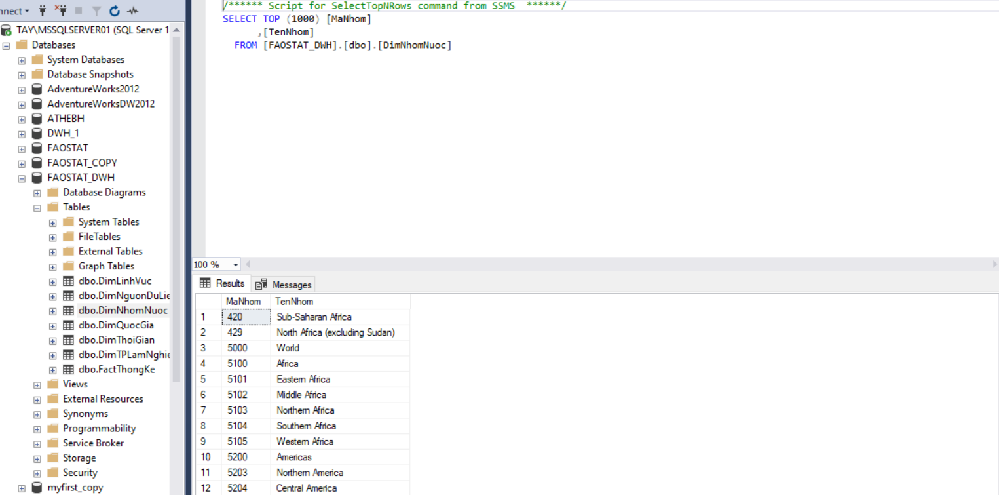 nnect
TAY\MSSQLSERVER01 (SQL Server 1
Databases
System Databases
Database Snapshots
AdventureWorks2012
AdventureWorksDW2012
ATHEBH
DWH_1
FAOSTAT
FAOSTAT_COPY
FAOSTAT_DWH
Database Diagrams
Tables
System Tables
FileTables
External Tables
Graph Tables
dbo.DimLinhVuc
dbo.DimNguonDuLie
dbo.DimNhomNuoc
dbo.DimQuocGia
dbo.DimThoiGian
dbo.DimTPLamNghie
dbo.FactThongKe
Views
External Resources
Synonyms
Programmability
Service Broker
Storage
Security
myfirst_copy
/****** Script for SelectTopNRows command from SSMS ******/
SELECT TOP (1000) [MaNhom]
,[TenNhom]
FROM [FAOSTAT_DWH].[dbo].[DimNhomNuoc]
100 %
Results Messages
MaNhom TenNhom
1 420 Sub-Saharan Africa
2 429 North Africa (excluding Sudan)
3 5000 World
4 5100 Africa
5 5101 Eastern Africa
6 5102 Middle Africa
7 5103 Northern Africa
8 5104 Southern Africa
9 5105 Western Africa
10 5200 Americas
11 5203 Northern America
12 5204 Central America